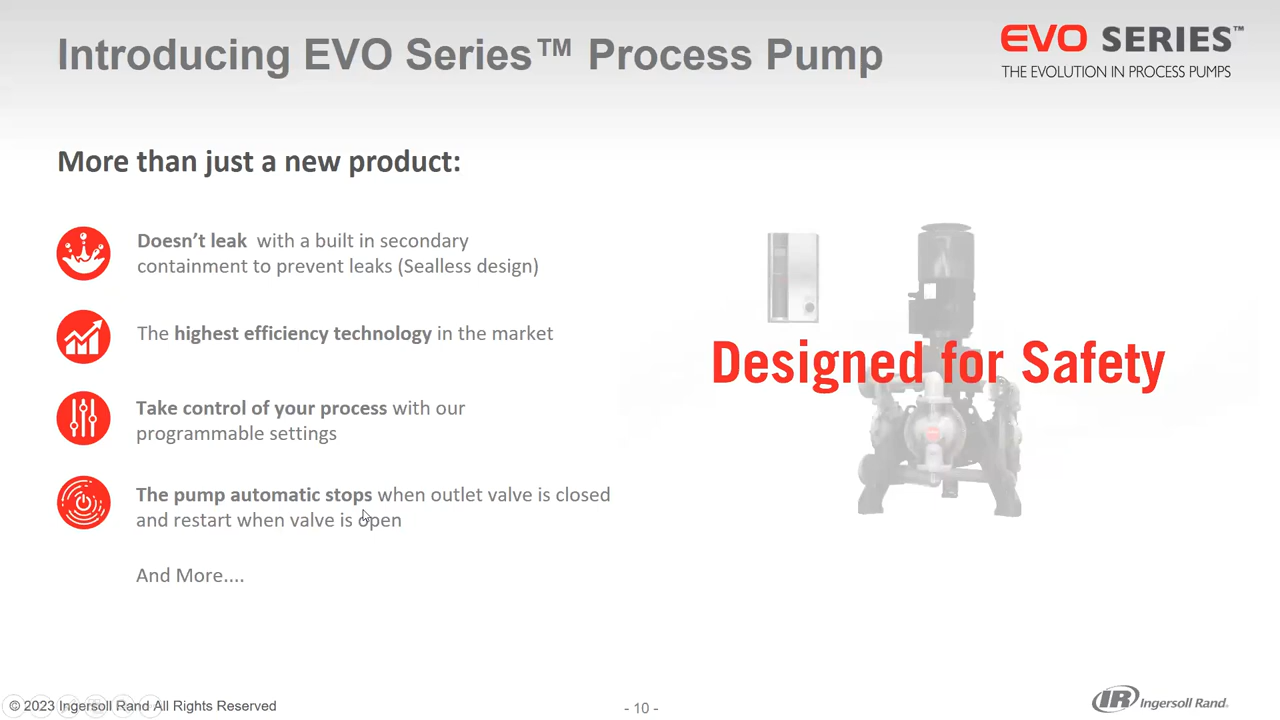 Introducing EVO Series™ Process Pump
EVO SERIES™
THE EVOLUTION IN PROCESS PUMPS
More than just a new product:
Doesn't leak with a built in secondary
containment to prevent leaks (Sealless design)
The highest efficiency technology in the market
Take control of your process with our
programmable settings
The pump automatic stops when outlet valve is closed
and restart when valve is open
And More....
Designed for Safety
© 2023 Ingersoll Rand All Rights Reserved
- 10 -
IR Ingersoll Rand®